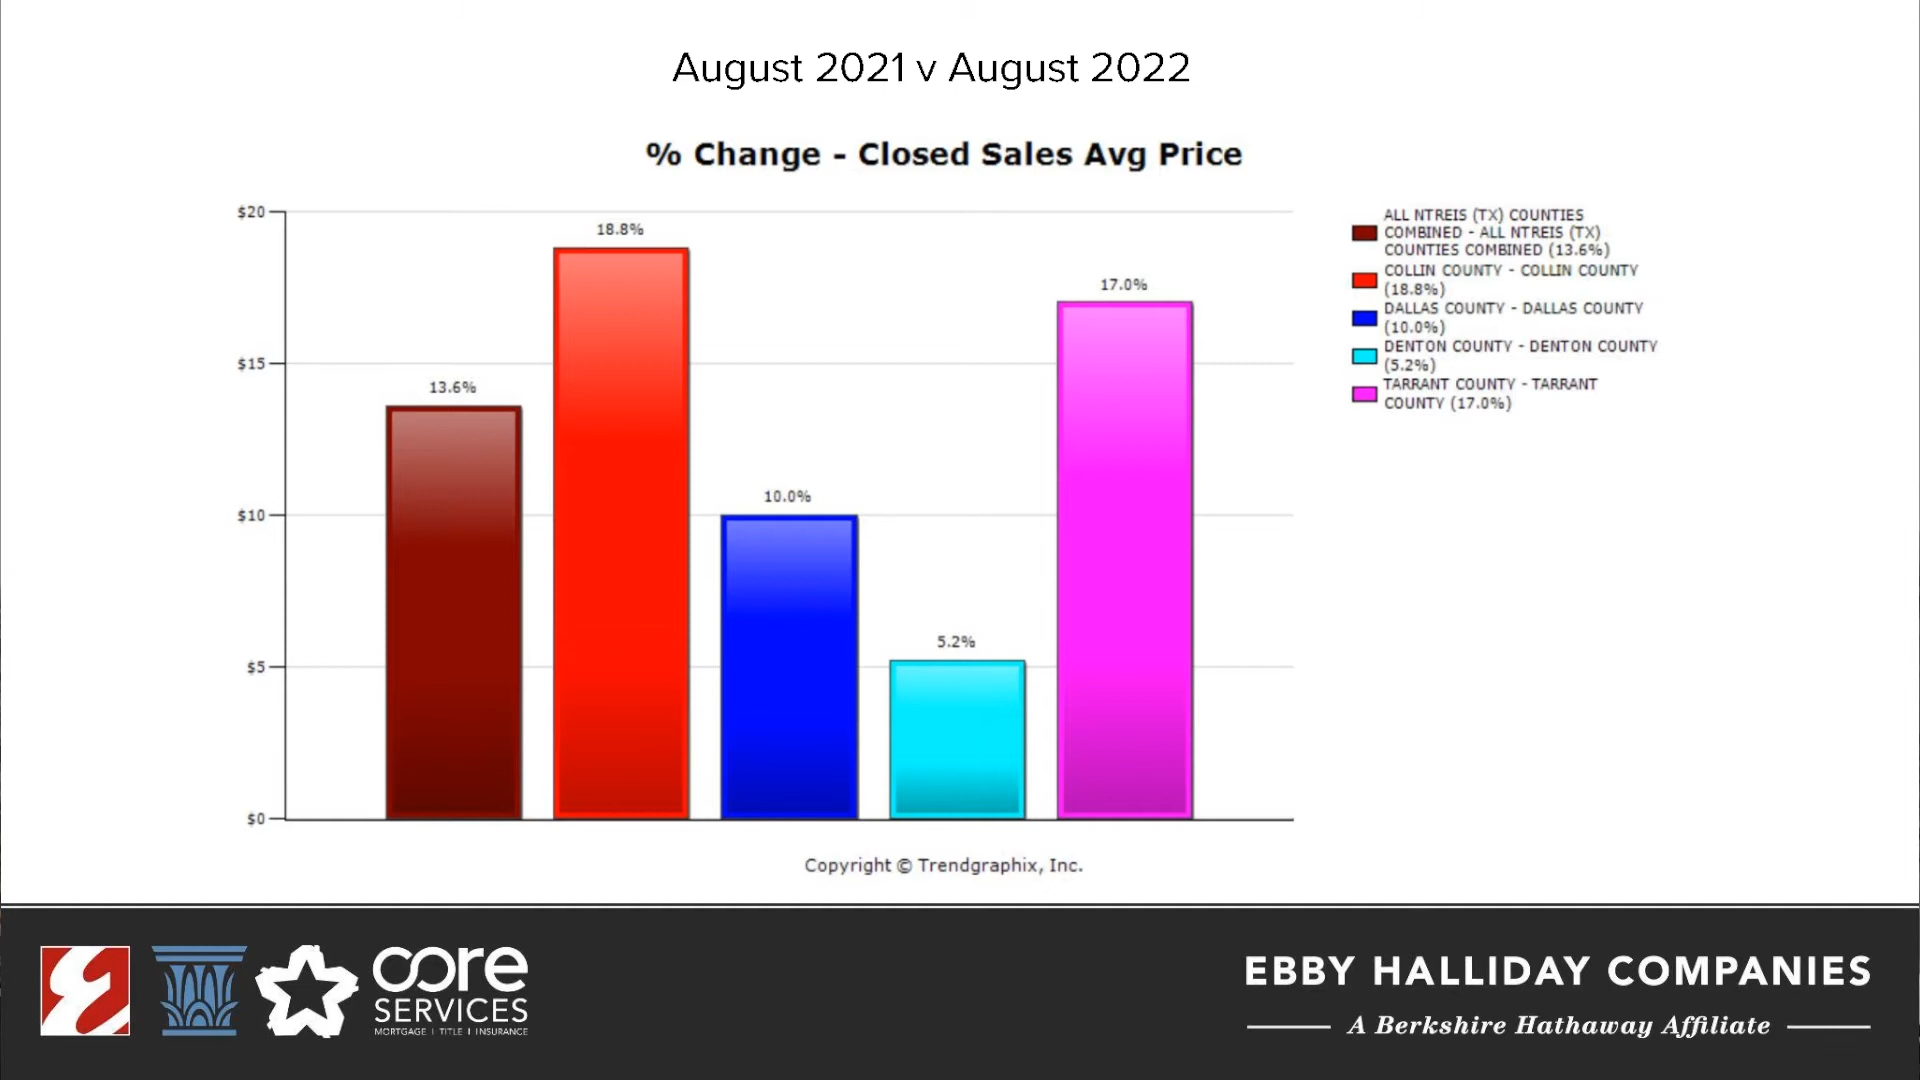 August 2021 v August 2022
% Change - Closed Sales Avg Price
$20
$15
$10
$5
$0
13.6%
18.8%
10.0%
5.2%
17.0%
ALL NTREIS (TX) COUNTIES
COMBINED - ALL NTREIS (TX)
COUNTIES COMBINED (13.6%)
COLLIN COUNTY - COLLIN COUNTY
(18.8%)
DALLAS COUNTY - DALLAS COUNTY
(10.0%)
DENTON COUNTY - DENTON COUNTY
(5.2%)
TARRANT COUNTY - TARRANT
COUNTY (17.0%)
Copyright © Trendgraphix, Inc.
core
SERVICES
MORTGAGE | TITLE | INSURANCE
EBBY HALLIDAY COMPANIES
A Berkshire Hathaway Affiliate